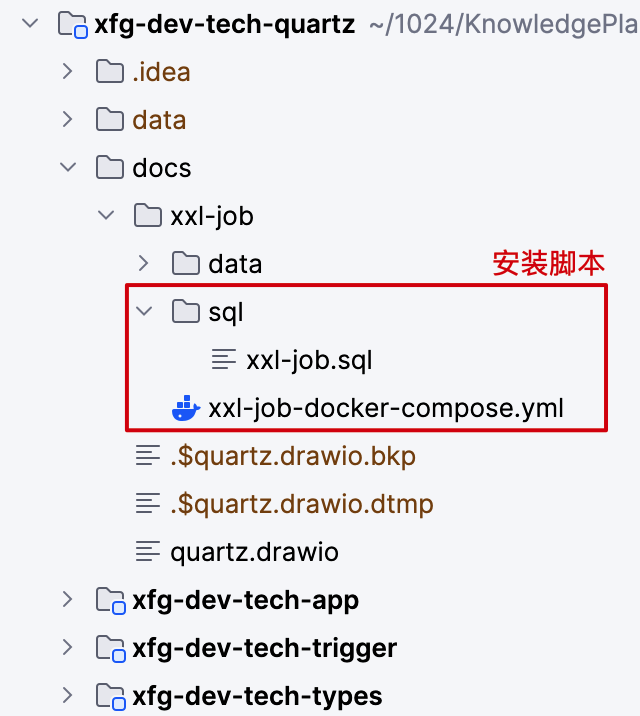 xfg-dev-tech-quartz ~/1024/KnowledgePla
.idea
data
docs
xxl-job
data
安装脚本
sql
xxl-job.sql
xxl-job-docker-compose.yml
.$quartz.drawio.bkp
.$quartz.drawio.dtmp
quartz.drawio
xfg-dev-tech-app
xfg-dev-tech-trigger
xfg-dev-tech-types